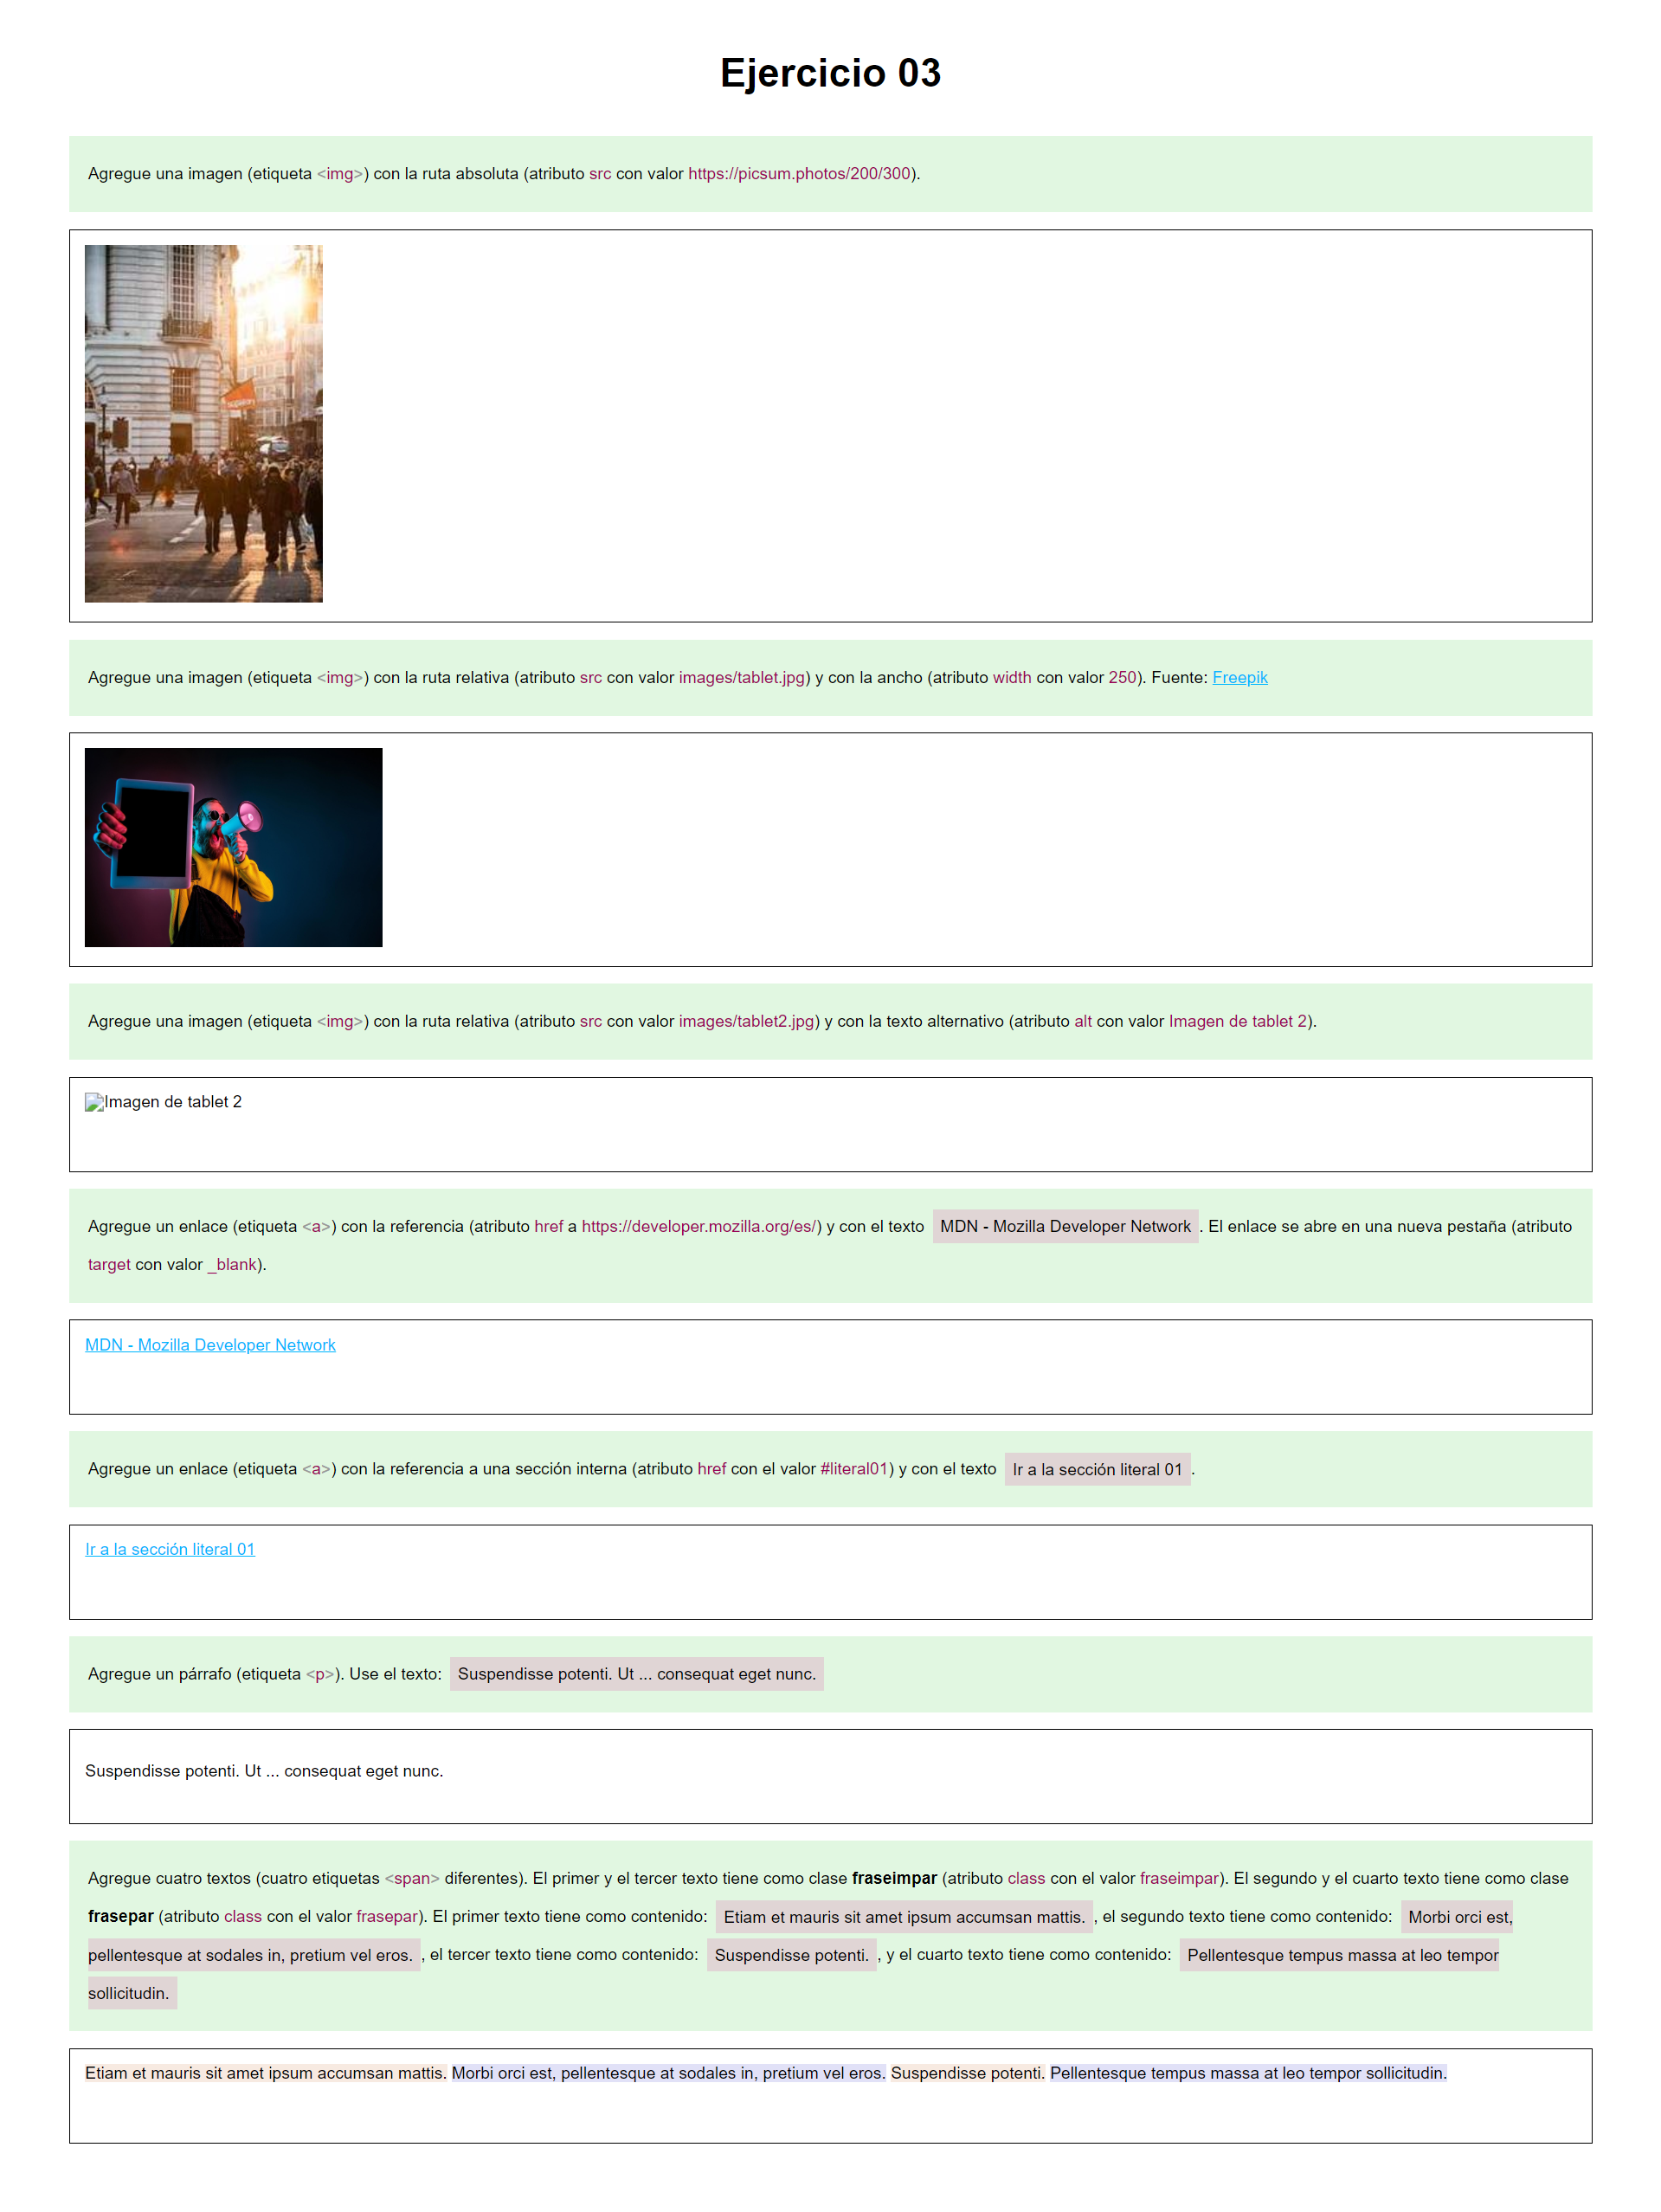 Ejercicio 03
Agregue una imagen (etiqueta <img>) con la ruta absoluta (atributo src con valor https://picsum.photos/200/300).
Agregue una imagen (etiqueta <img>) con la ruta relativa (atributo src con valor images/tablet.jpg) y con la ancho (atributo width con valor 250). Fuente: Freepik
Agregue una imagen (etiqueta <img>) con la ruta relativa (atributo src con valor images/tablet2.jpg) y con la texto alternativo (atributo alt con valor Imagen de tablet 2).
Imagen de tablet 2
Agregue un enlace (etiqueta <a>) con la referencia (atributo href a https://developer.mozilla.org/es/) y con el texto MDN - Mozilla Developer Network. El enlace se abre en una nueva pestaña (atributo
target con valor _blank).
MDN - Mozilla Developer Network
Agregue un enlace (etiqueta <a>) con la referencia a una sección interna (atributo href con el valor #literal01) y con el texto Ir a la sección literal 01.
Ir a la sección literal 01
Agregue un párrafo (etiqueta <p>). Use el texto: Suspendisse potenti. Ut ... consequat eget nunc.
Suspendisse potenti. Ut ... consequat eget nunc.
Agregue cuatro textos (cuatro etiquetas <span> diferentes). El primer y el tercer texto tiene como clase fraseimpar (atributo class con el valor fraseimpar). El segundo y el cuarto texto tiene como clase
frasepar (atributo class con el valor frasepar). El primer texto tiene como contenido: Etiam et mauris sit amet ipsum accumsan mattis. , el segundo texto tiene como contenido: Morbi orci est,
pellentesque at sodales in, pretium vel eros. , el tercer texto tiene como contenido: Suspendisse potenti. , y el cuarto texto tiene como contenido: Pellentesque tempus massa at leo tempor
sollicitudin.
Etiam et mauris sit amet ipsum accumsan mattis. Morbi orci est, pellentesque at sodales in, pretium vel eros. Suspendisse potenti. Pellentesque tempus massa at leo tempor sollicitudin.